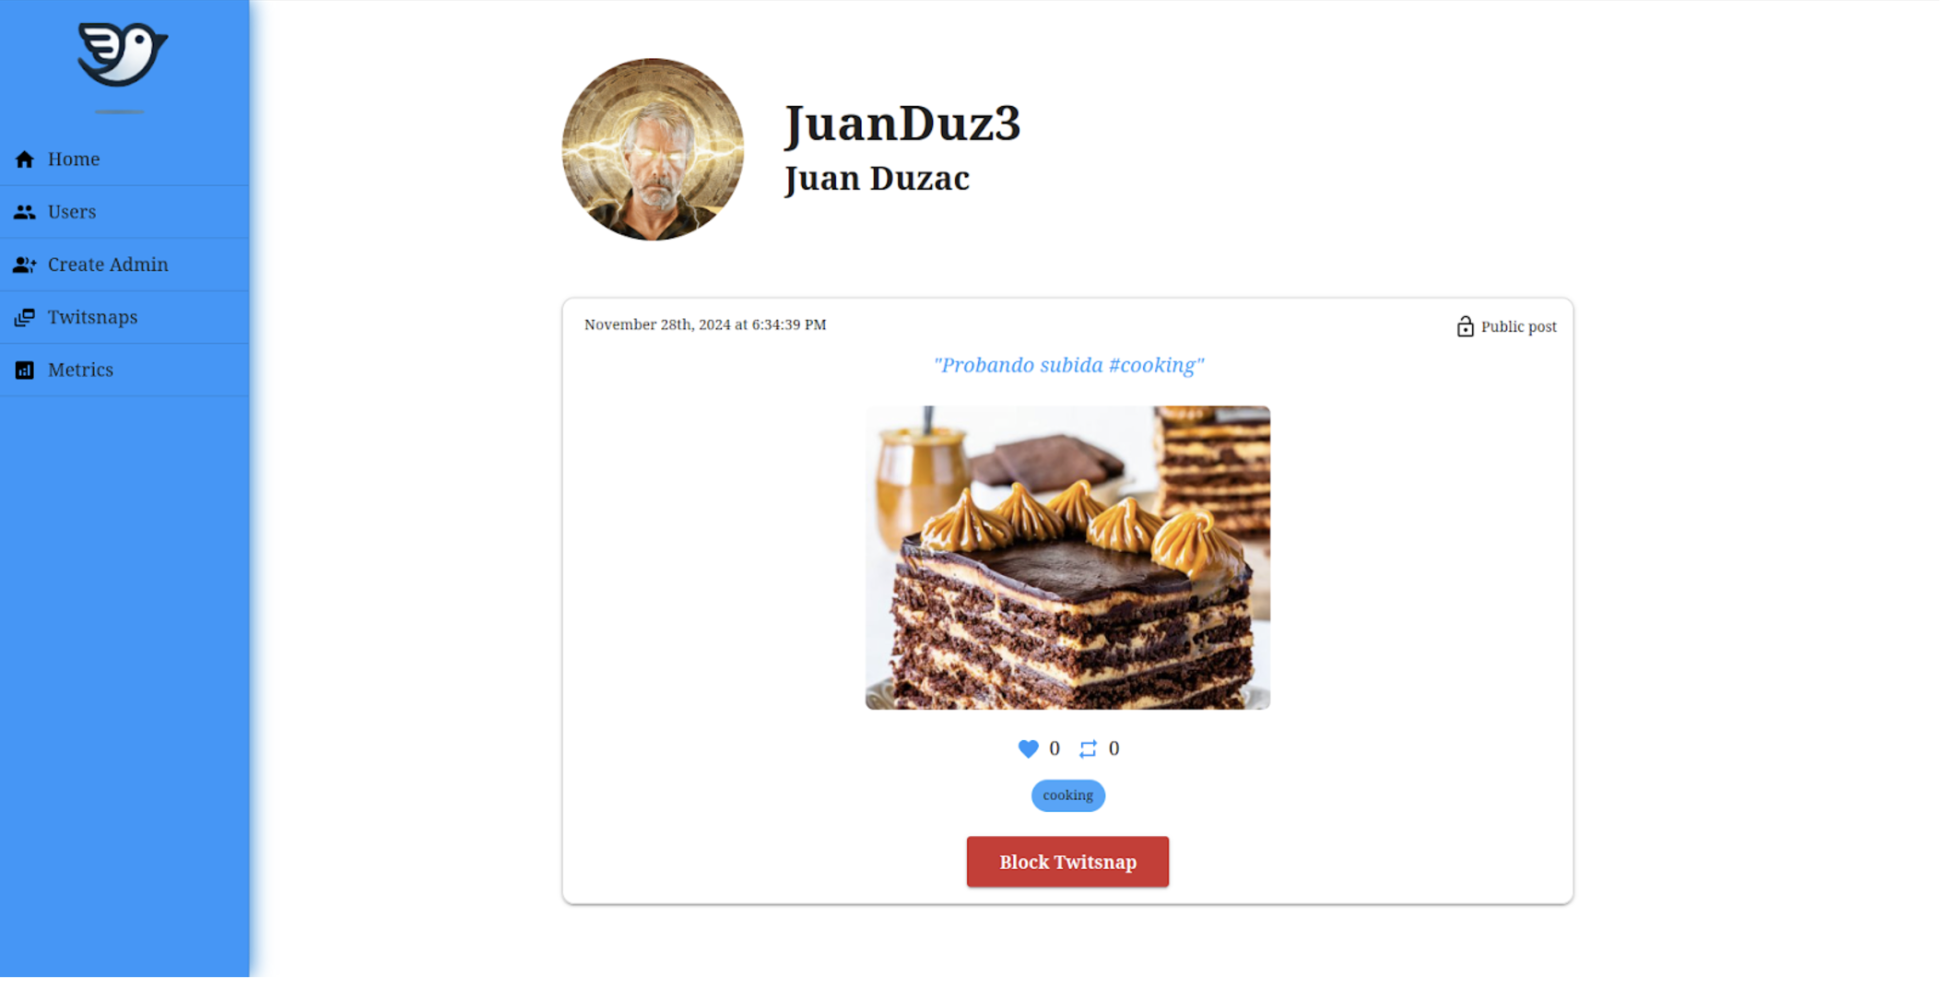 Home
Users
Create Admin
Twitsnaps
Metrics
JuanDuz3
Juan Duzac
November 28th, 2024 at 6:34:39 PM
Public post
"Probando subida #cooking"
0 0
cooking
Block Twitsnap